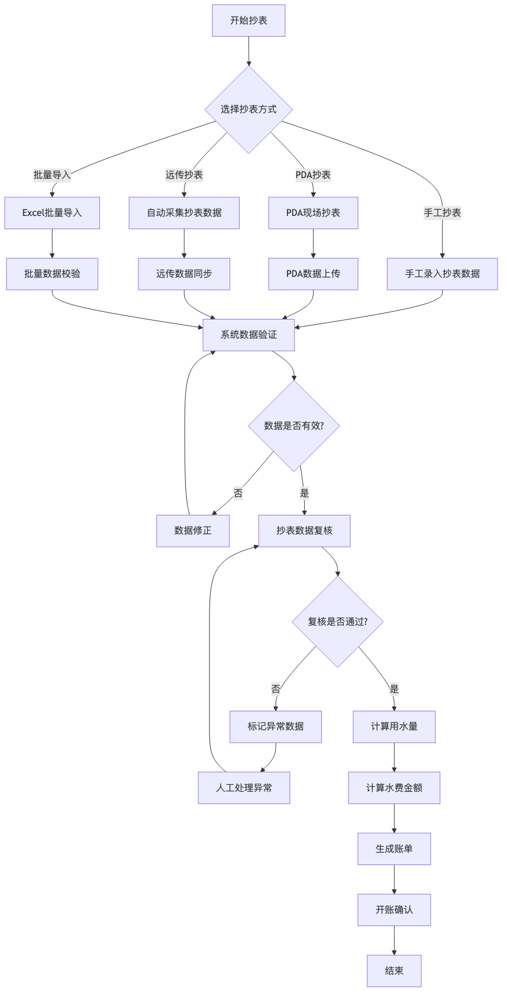 开始抄表
选择抄表方式
批量导入
远传抄表
PDA抄表
手工抄表
Excel批量导入
自动采集抄表数据
PDA现场抄表
批量数据校验
远传数据同步
PDA数据上传
手工录入抄表数据
系统数据验证
数据是否有效?
否
是
数据修正
抄表数据复核
复核是否通过?
否
是
标记异常数据
计算用水量
人工处理异常
计算水费金额
生成账单
开账确认
结束